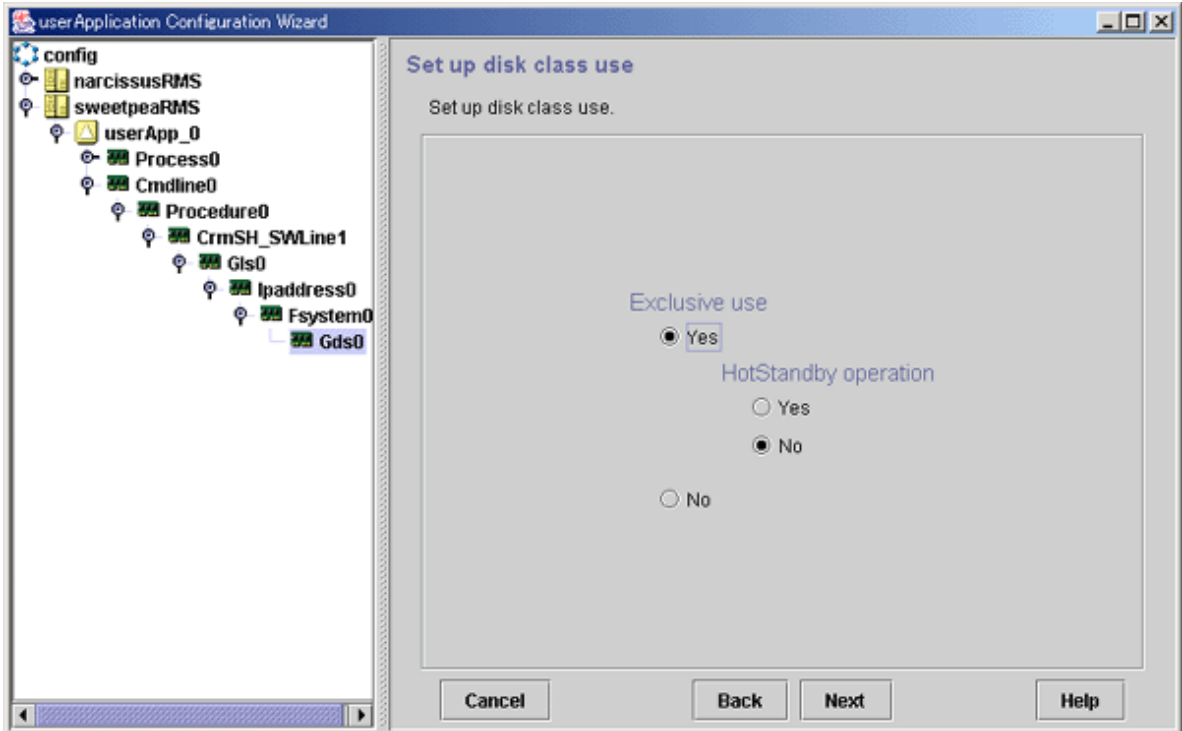 userApplication Configuration Wizard
config
narcissusRMS
sweetpeaRMS
userApp_0
Process0
Cmdline0
Procedure0
CrmSH_SWLine1
Gls0
Ipaddress0
Fsystem0
Gds0
Set up disk class use
Set up disk class use.
Exclusive use
Yes
HotStandby operation
Yes
No
No
Cancel
Back
Next
Help